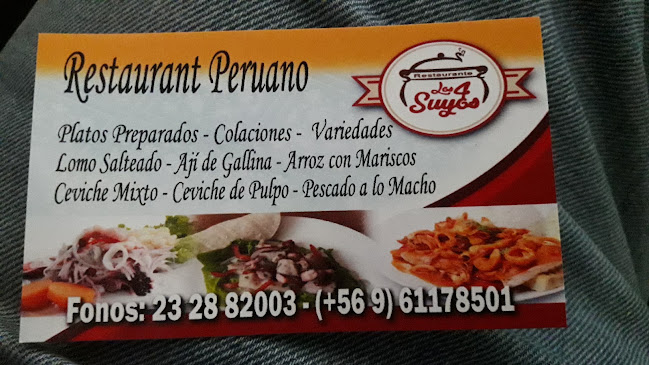 Restaurant Peruano
Restaurante
Los 4
Suyos
Platos Preparados - Colaciones - Variedades
Lomo Salteado - Ají de Gallina - Arroz con Mariscos
Ceviche Mixto - Ceviche de Pulpo - Pescado a lo Macho
Fonos: 23 28 82003 - (+56 9) 61178501